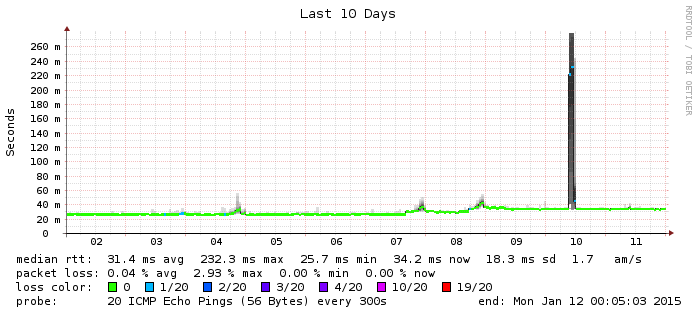 Last 10 Days
RRDTOOL / TOBI OETIKER
Seconds
260 m
240 m
220 m
200 m
180 m
160 m
140 m
120 m
100 m
80 m
60 m
40 m
20 m
0
02 03 04 05 06 07 08 09 10 11
median rtt: 31.4 ms avg 232.3 ms max 25.7 ms min 34.2 ms now 18.3 ms sd 1.7 am/s
packet loss: 0.04 % avg 2.93 % max 0.00 % min 0.00 % now
loss color: 0 1/20 2/20 3/20 4/20 10/20 19/20
probe: 20 ICMP Echo Pings (56 Bytes) every 300s end: Mon Jan 12 00:05:03 2015